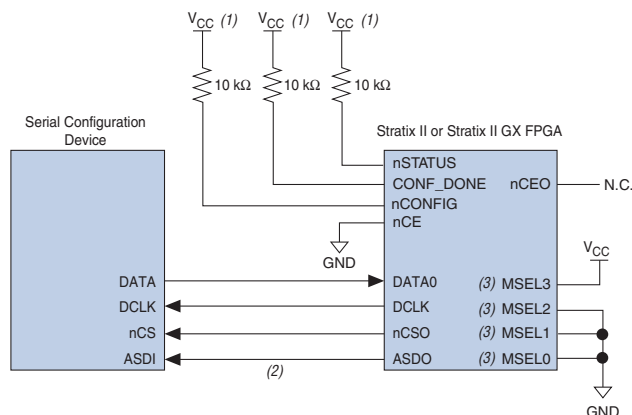 VCC (1) VCC (1) VCC (1)
10 kΩ 10 kΩ 10 kΩ
Serial Configuration
Device
Stratix II or Stratix II GX FPGA
nSTATUS
CONF_DONE nCEO N.C.
nCONFIG
nCE
GND
VCC
DATA DATA0 (3) MSEL3
DCLK DCLK (3) MSEL2
nCS nCSO (3) MSEL1
ASDI (2) ASDO (3) MSEL0
GND